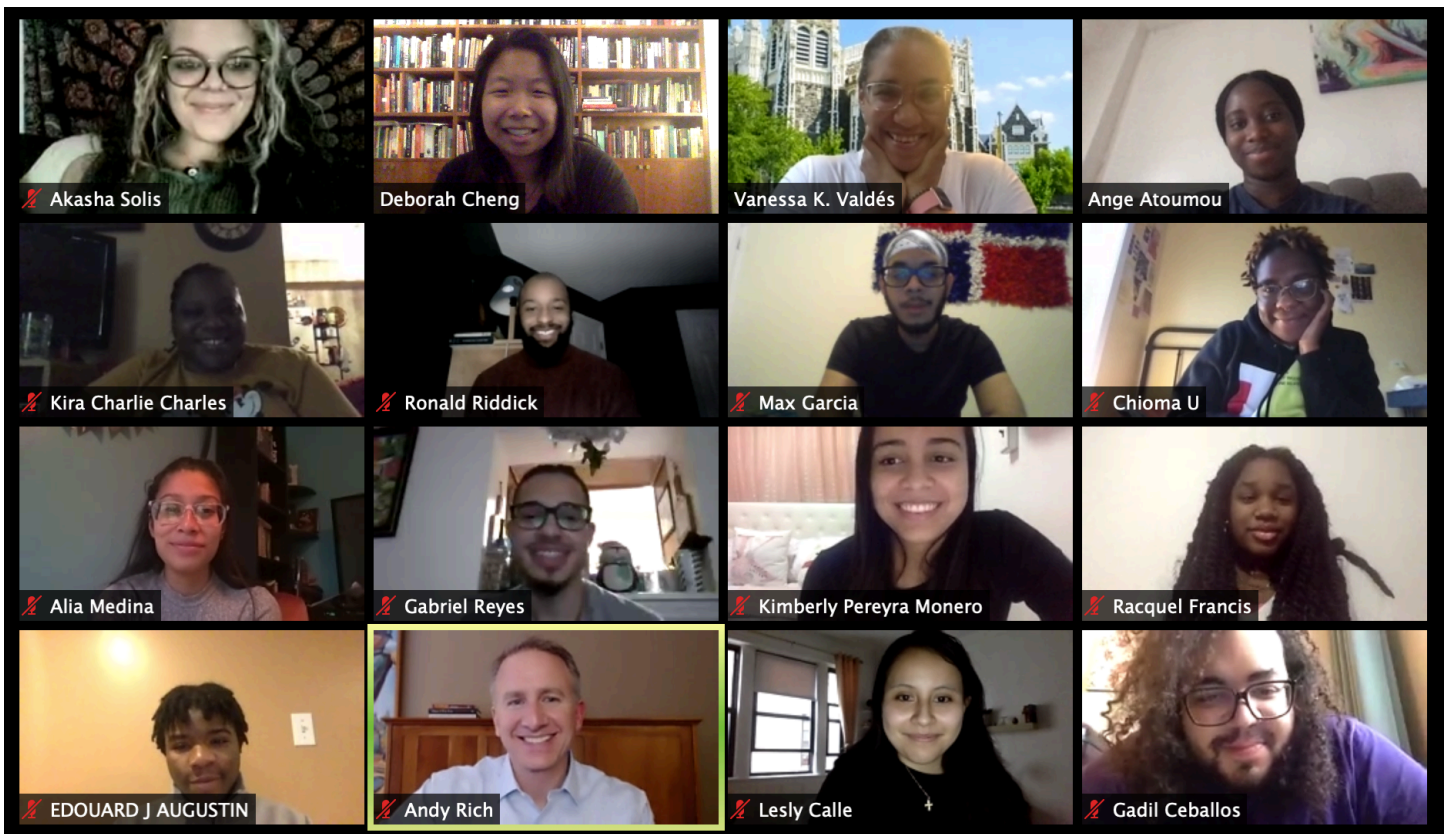 Akasha Solis
Deborah Cheng
Vanessa K. Valdés
Ange Atoumou
Kira Charlie Charles
Ronald Riddick
Max Garcia
Chioma U
Alia Medina
Gabriel Reyes
Kimberly Pereyra Monero
Racquel Francis
EDOUARD J AUGUSTIN
Andy Rich
Lesly Calle
Gadil Ceballos